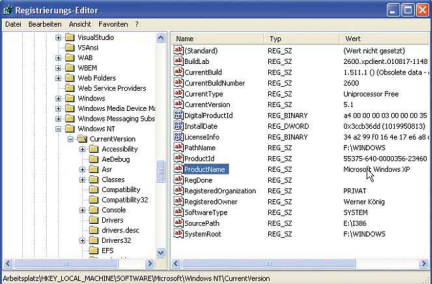 Registrierungs-Editor
Datei Bearbeiten Ansicht Favoriten ?
VisualStudio
VSAnsi
WAB
WBEM
Web Folders
Web Service Providers
Windows
Windows Media Device Ma
Windows Messaging Subs
Windows NT
CurrentVersion
Accessibility
AeDebug
Asr
Classes
Compatibility
Compatibility32
Console
Drivers
drivers.desc
Drivers32
EFS
Name Typ Wert
(Standard) REG_SZ (Wert nicht gesetzt)
BuildLab REG_SZ 2600.xpclient.010817-1148
CurrentBuild REG_SZ 1.511.1 () (Obsolete data -
CurrentBuildNumber REG_SZ 2600
CurrentType REG_SZ Uniprocessor Free
CurrentVersion REG_SZ 5.1
DigitalProductId REG_BINARY a4 00 00 00 03 00 00 00 35
InstallDate REG_DWORD 0x3ccb36dd (1019950813)
LicenseInfo REG_BINARY 34 a2 99 f0 16 4e 17 e6 a8
PathName REG_SZ F:\WINDOWS
ProductId REG_SZ 55375-640-0000356-23460
ProductName REG_SZ Microsoft Windows XP
RegDone REG_SZ
RegisteredOrganization REG_SZ PRIVAT
RegisteredOwner REG_SZ Werner König
SoftwareType REG_SZ SYSTEM
SourcePath REG_SZ E:\I386
SystemRoot REG_SZ F:\WINDOWS
Arbeitsplatz\HKEY_LOCAL_MACHINE\SOFTWARE\Microsoft\Windows NT\CurrentVersion